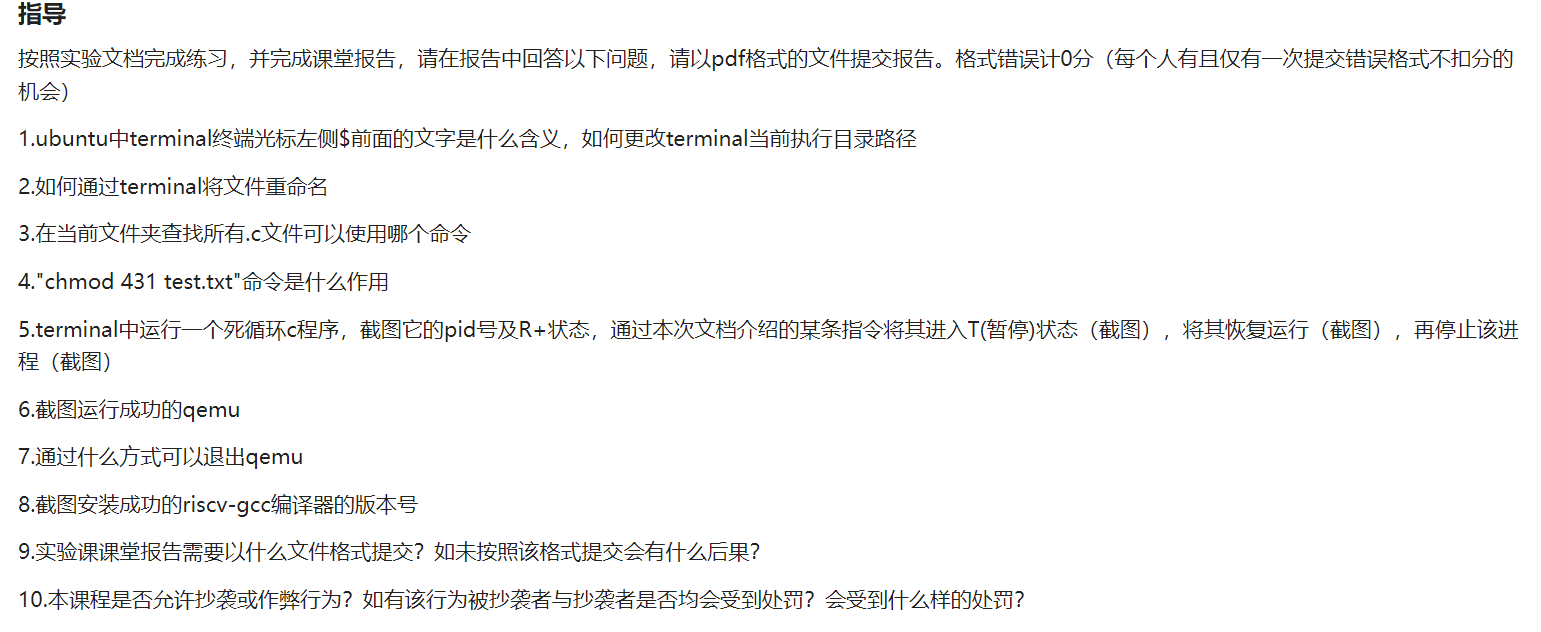 指导
按照实验文档完成练习，并完成课堂报告，请在报告中回答以下问题，请以pdf格式的文件提交报告。格式错误计0分（每个人有且仅有一次提交错误格式不扣分的
机会）
1.ubuntu中terminal终端光标左侧$前面的文字是什么含义，如何更改terminal当前执行目录路径
2.如何通过terminal将文件重命名
3.在当前文件夹查找所有.c文件可以使用哪个命令
4."chmod 431 test.txt"命令是什么作用
5.terminal中运行一个死循环c程序，截图它的pid号及R+状态，通过本次文档介绍的某条指令将其进入T(暂停)状态（截图），将其恢复运行（截图），再停止该进
程（截图）
6.截图运行成功的qemu
7.通过什么方式可以退出qemu
8.截图安装成功的riscv-gcc编译器的版本号
9.实验课课堂报告需要以什么文件格式提交？如未按照该格式提交会有什么后果？
10.本课程是否允许抄袭或作弊行为？如有该行为被抄袭者与抄袭者是否均会受到处罚？会受到什么样的处罚？